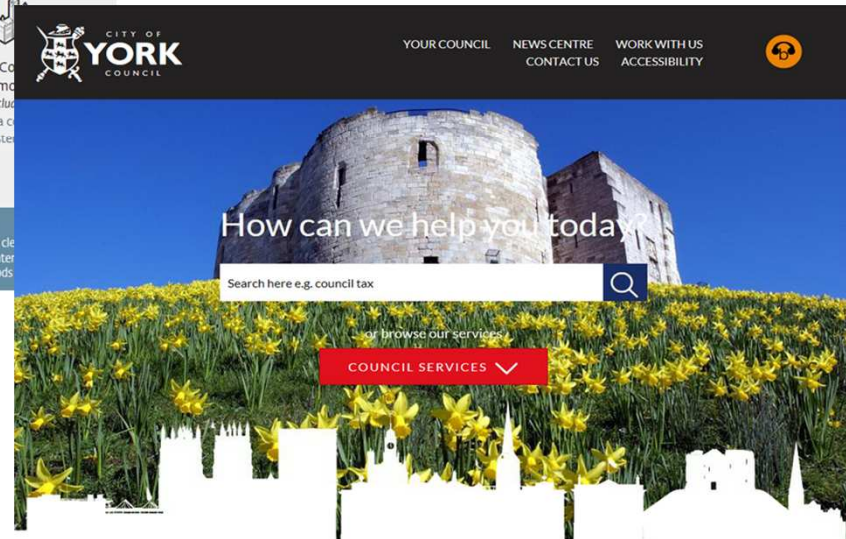 CITY OF
YORK
COUNCIL
YOUR COUNCIL NEWS CENTRE WORK WITH US
CONTACT US ACCESSIBILITY
How can we help you today?
Search here e.g. council tax
or browse our services
COUNCIL SERVICES